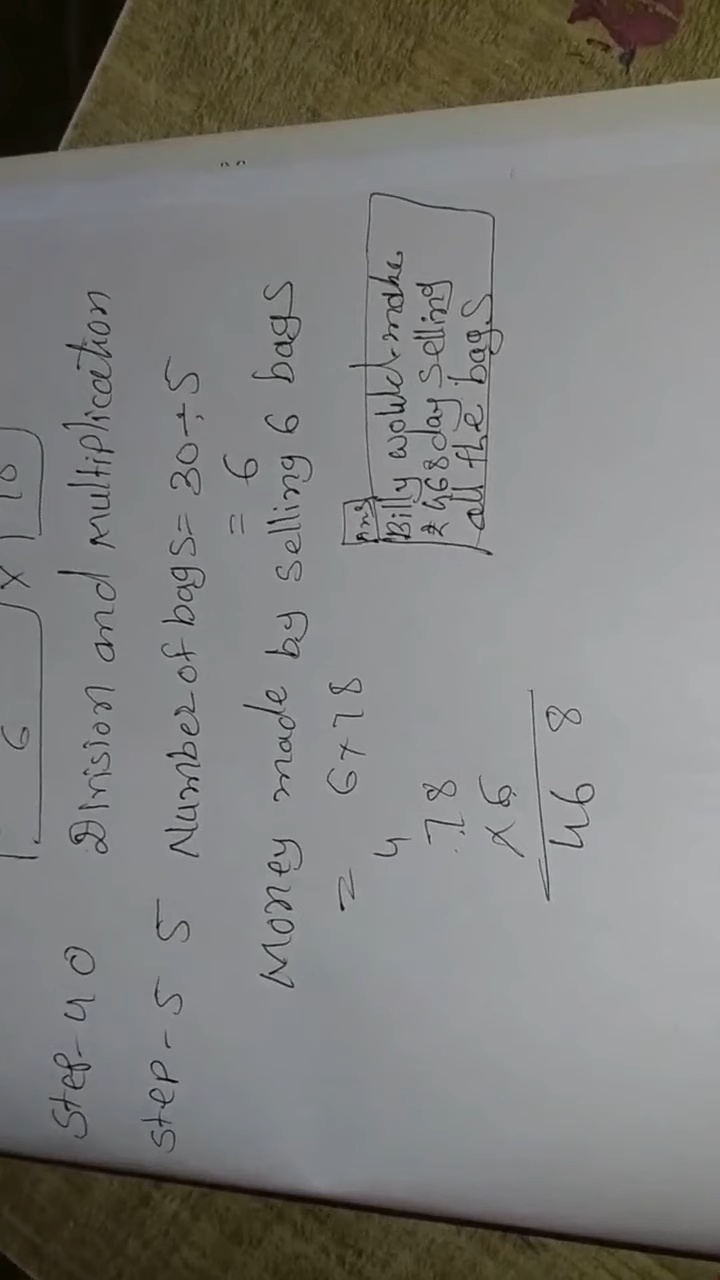 6 x 10
Step-4 O Division and multiplication
Step-5 S Number of bags = 30÷5
= 6
Money made by selling 6 bags
= 6×78
4
78
×6
468
Ans
Billy would make
₹ 468 day selling
all the bags